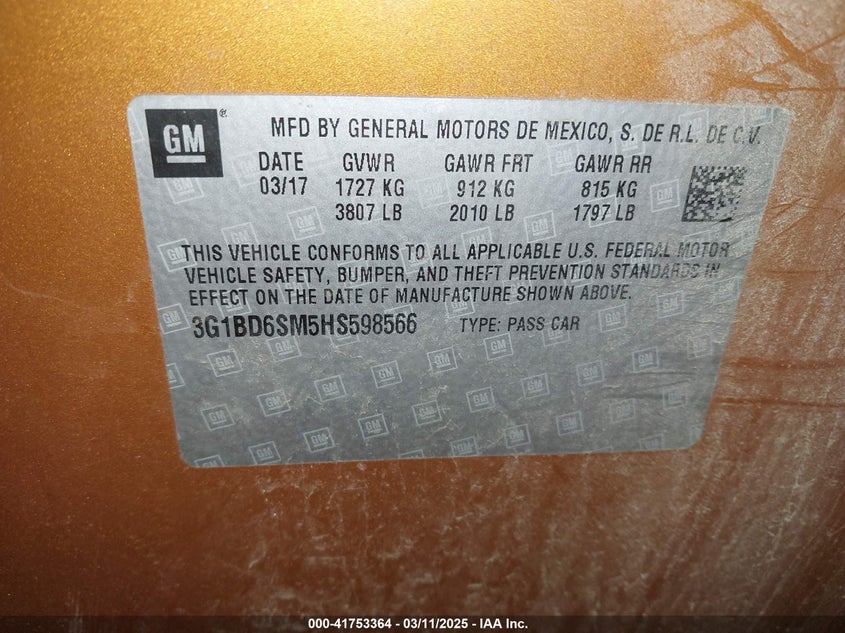 GM ® MFD BY GENERAL MOTORS DE MEXICO, S. DE R.L. DE C.V.
DATE GVWR GAWR FRT GAWR RR
03/17 1727 KG 912 KG 815 KG
3807 LB 2010 LB 1797 LB
THIS VEHICLE CONFORMS TO ALL APPLICABLE U.S. FEDERAL MOTOR
VEHICLE SAFETY, BUMPER, AND THEFT PREVENTION STANDARDS IN
EFFECT ON THE DATE OF MANUFACTURE SHOWN ABOVE.
3G1BD6SM5HS598566 TYPE: PASS CAR
000-41753364 - 03/11/2025 - IAA Inc.